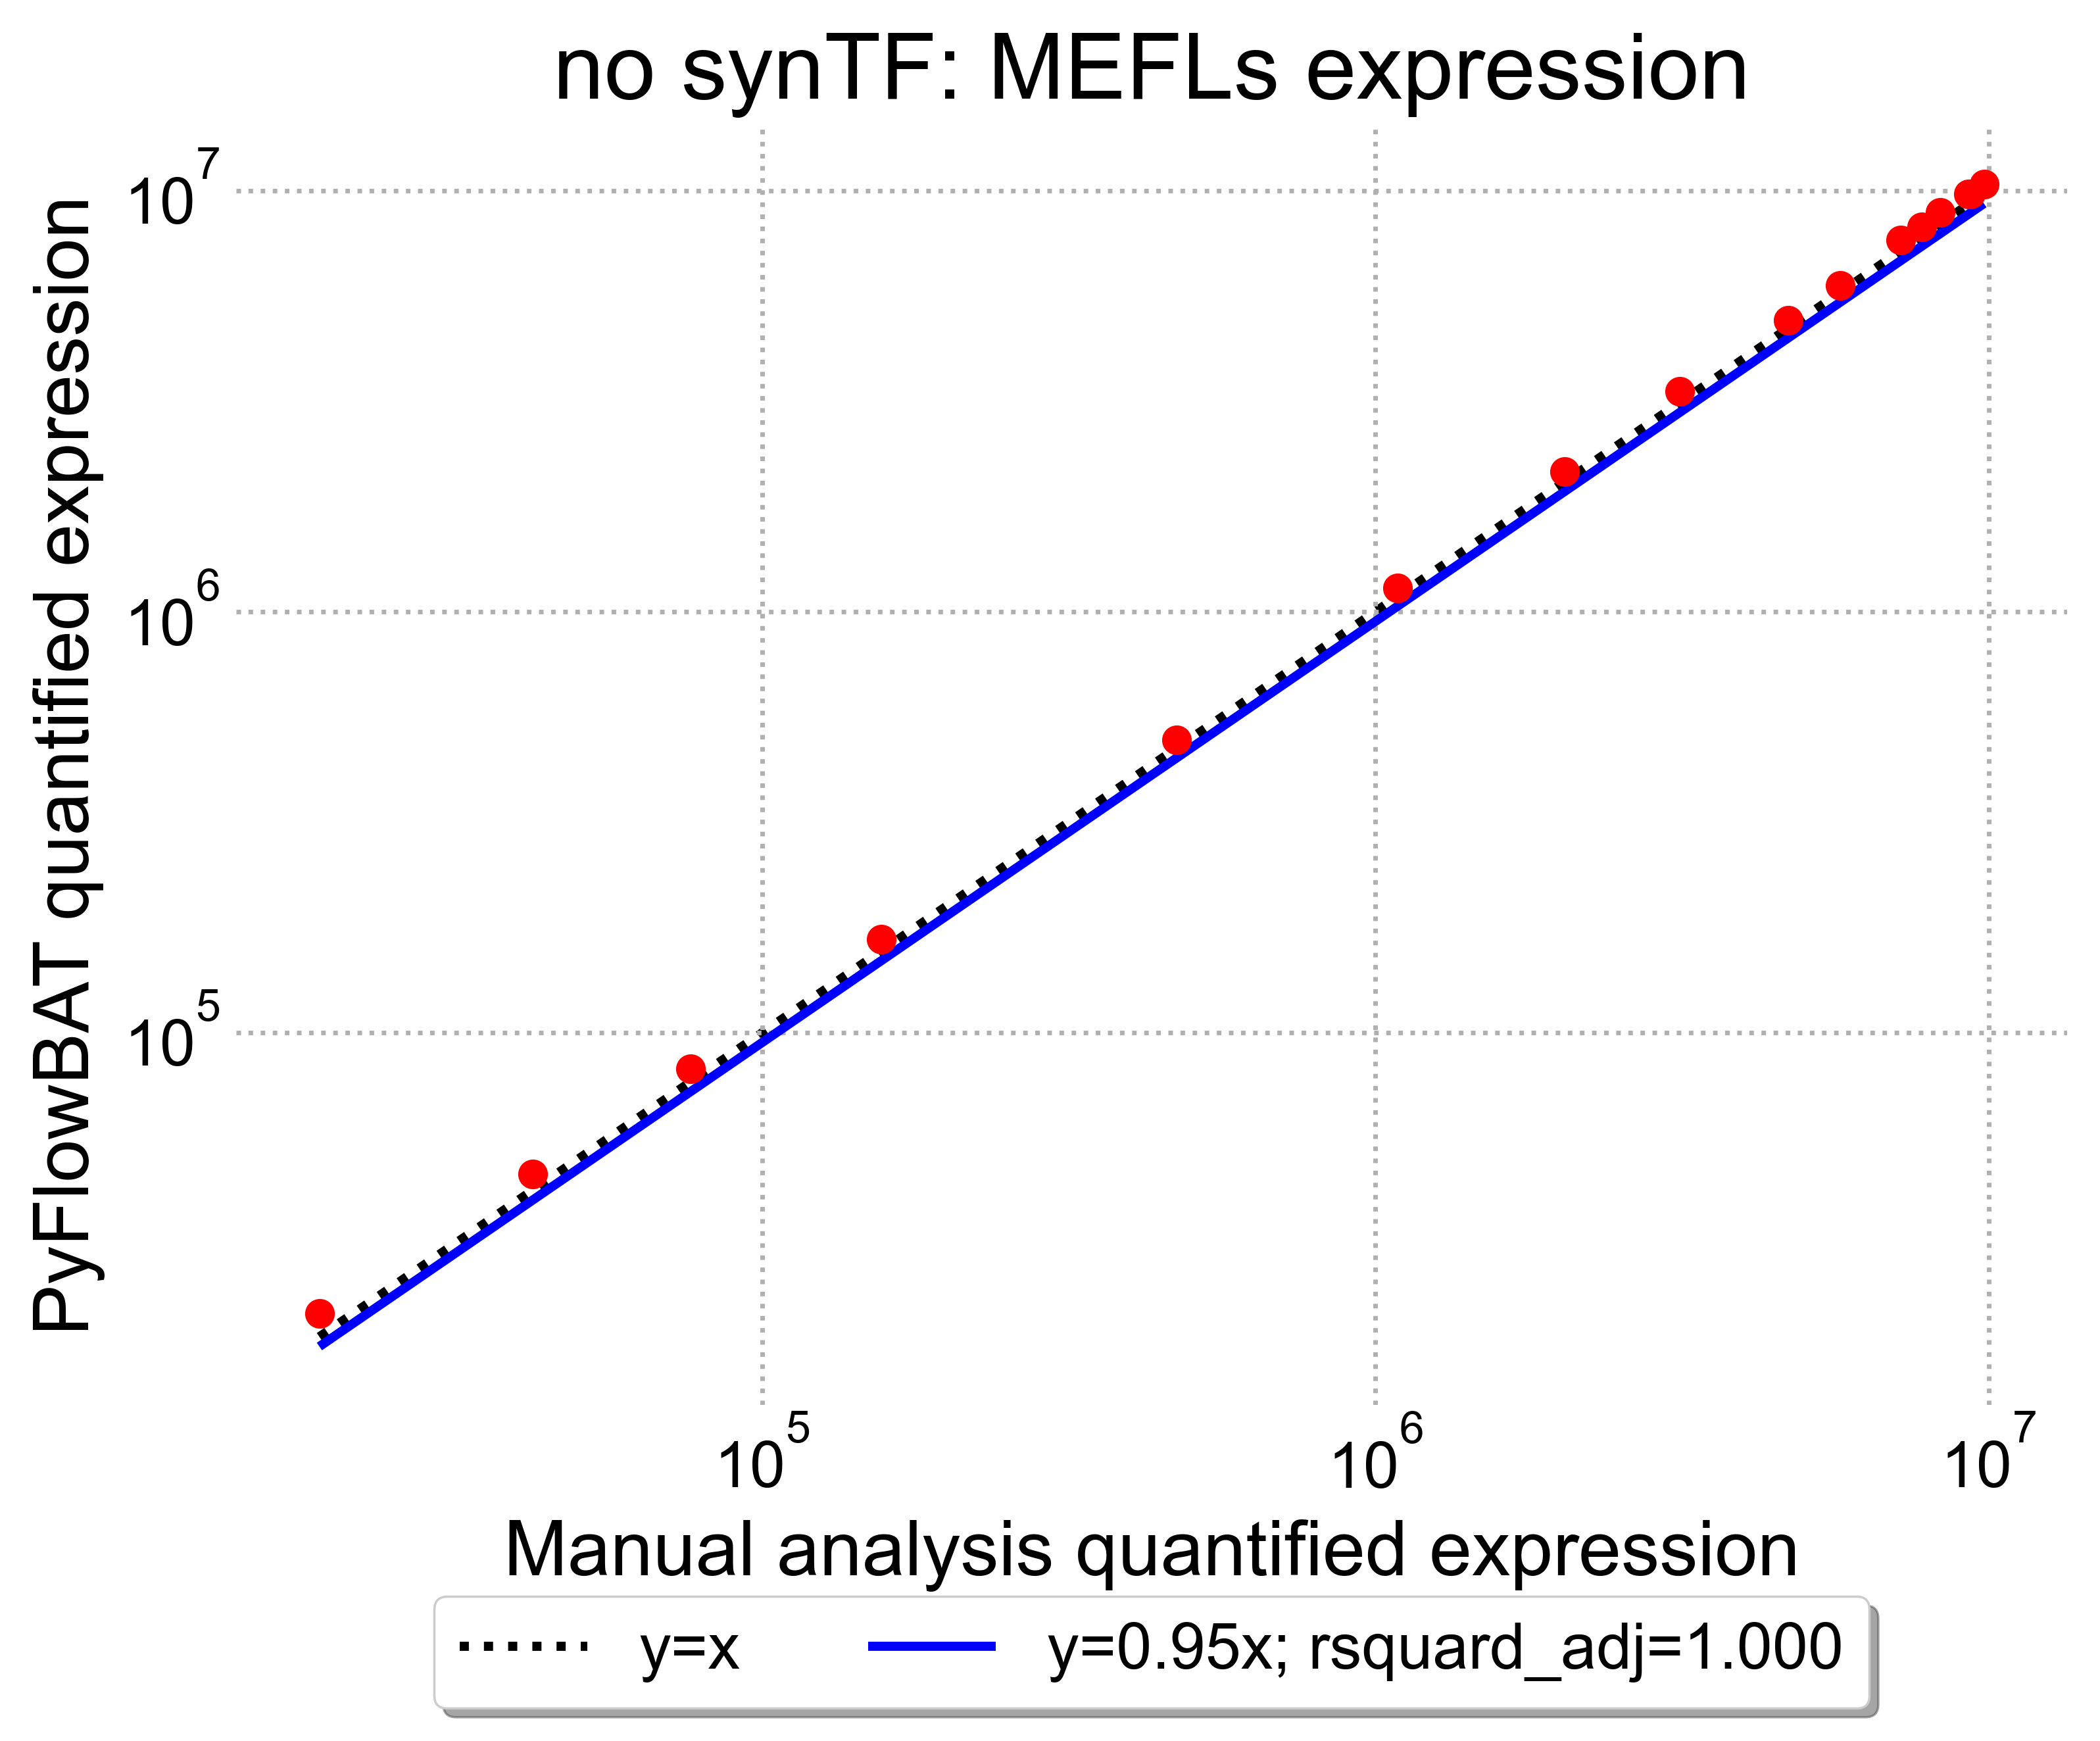 no synTF: MEFLs expression
PyFlowBAT quantified expression
10^7
10^6
10^5
10^5
10^6
10^7
Manual analysis quantified expression
y=x
y=0.95x; rsquard_adj=1.000